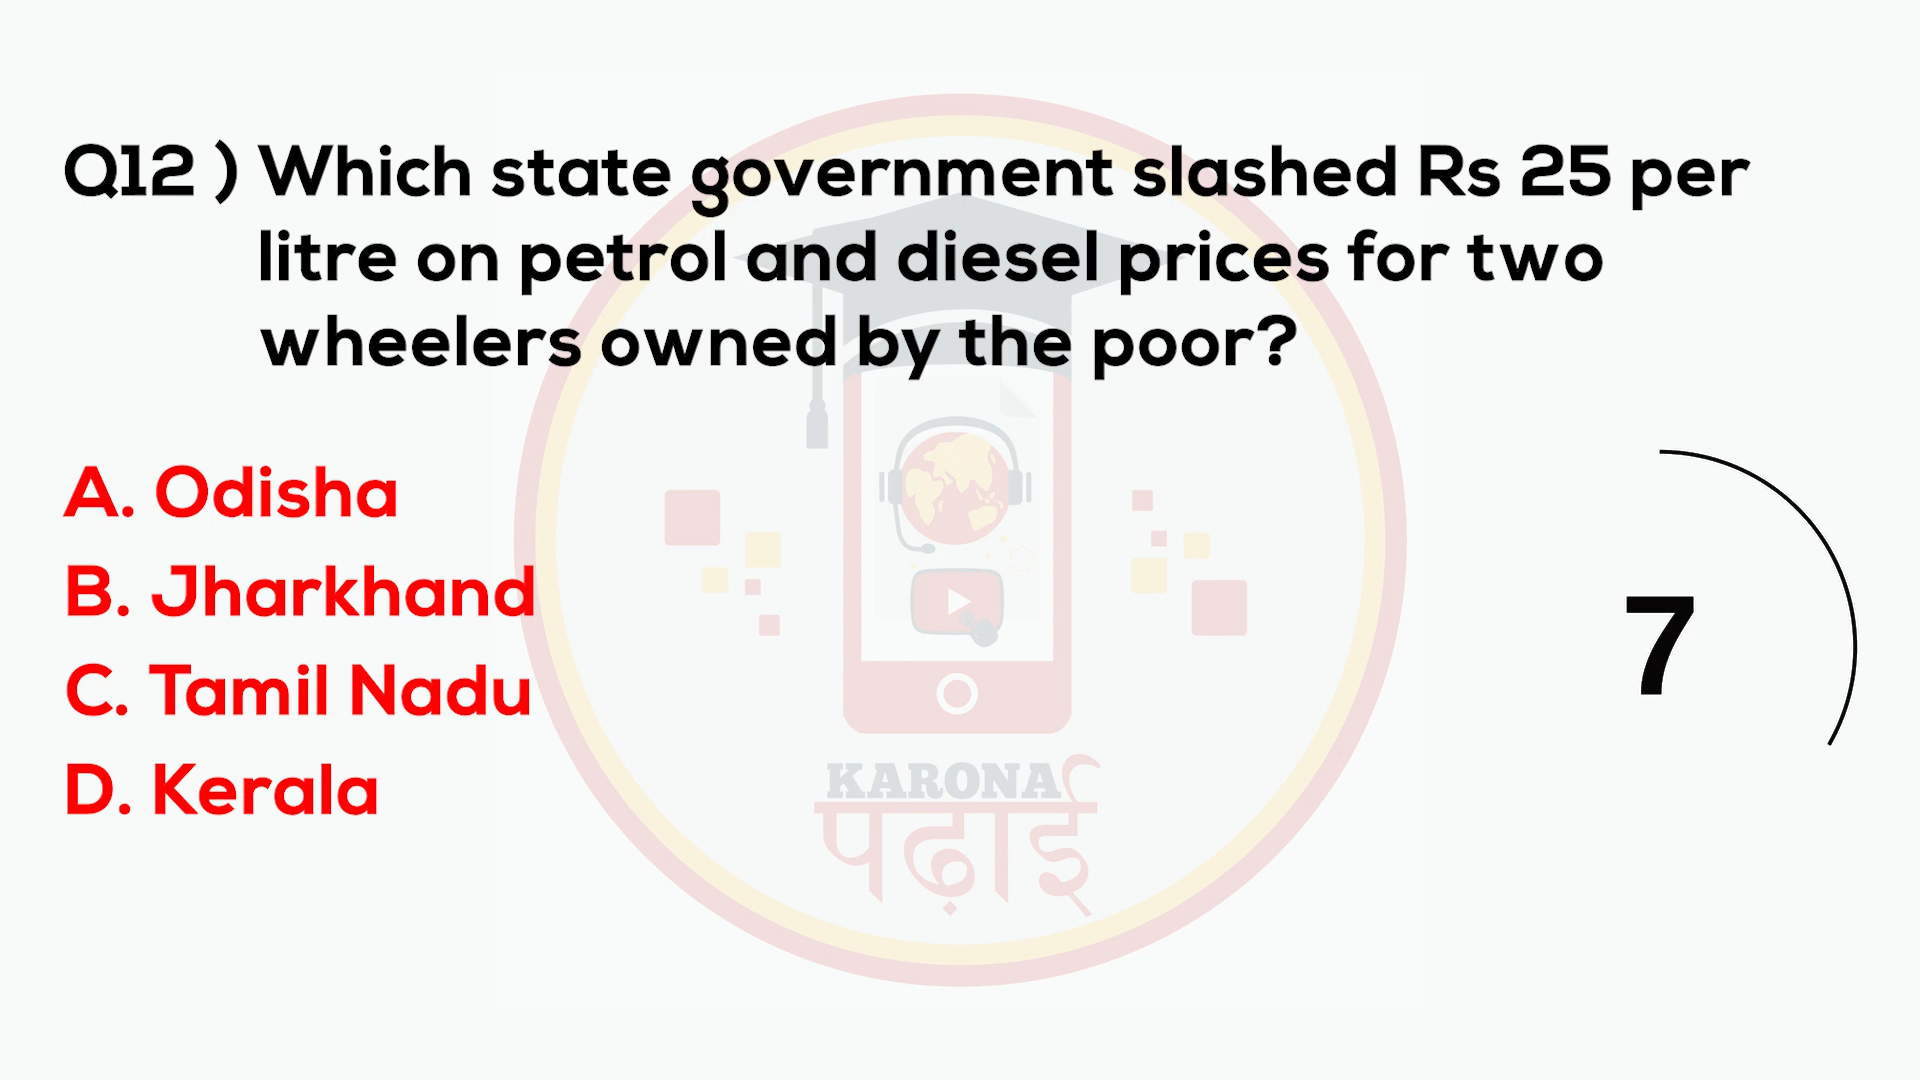 Q12 ) Which state government slashed Rs 25 per
litre on petrol and diesel prices for two
wheelers owned by the poor?
A. Odisha
B. Jharkhand
C. Tamil Nadu
D. Kerala
7
KARONA
पढ़ाई